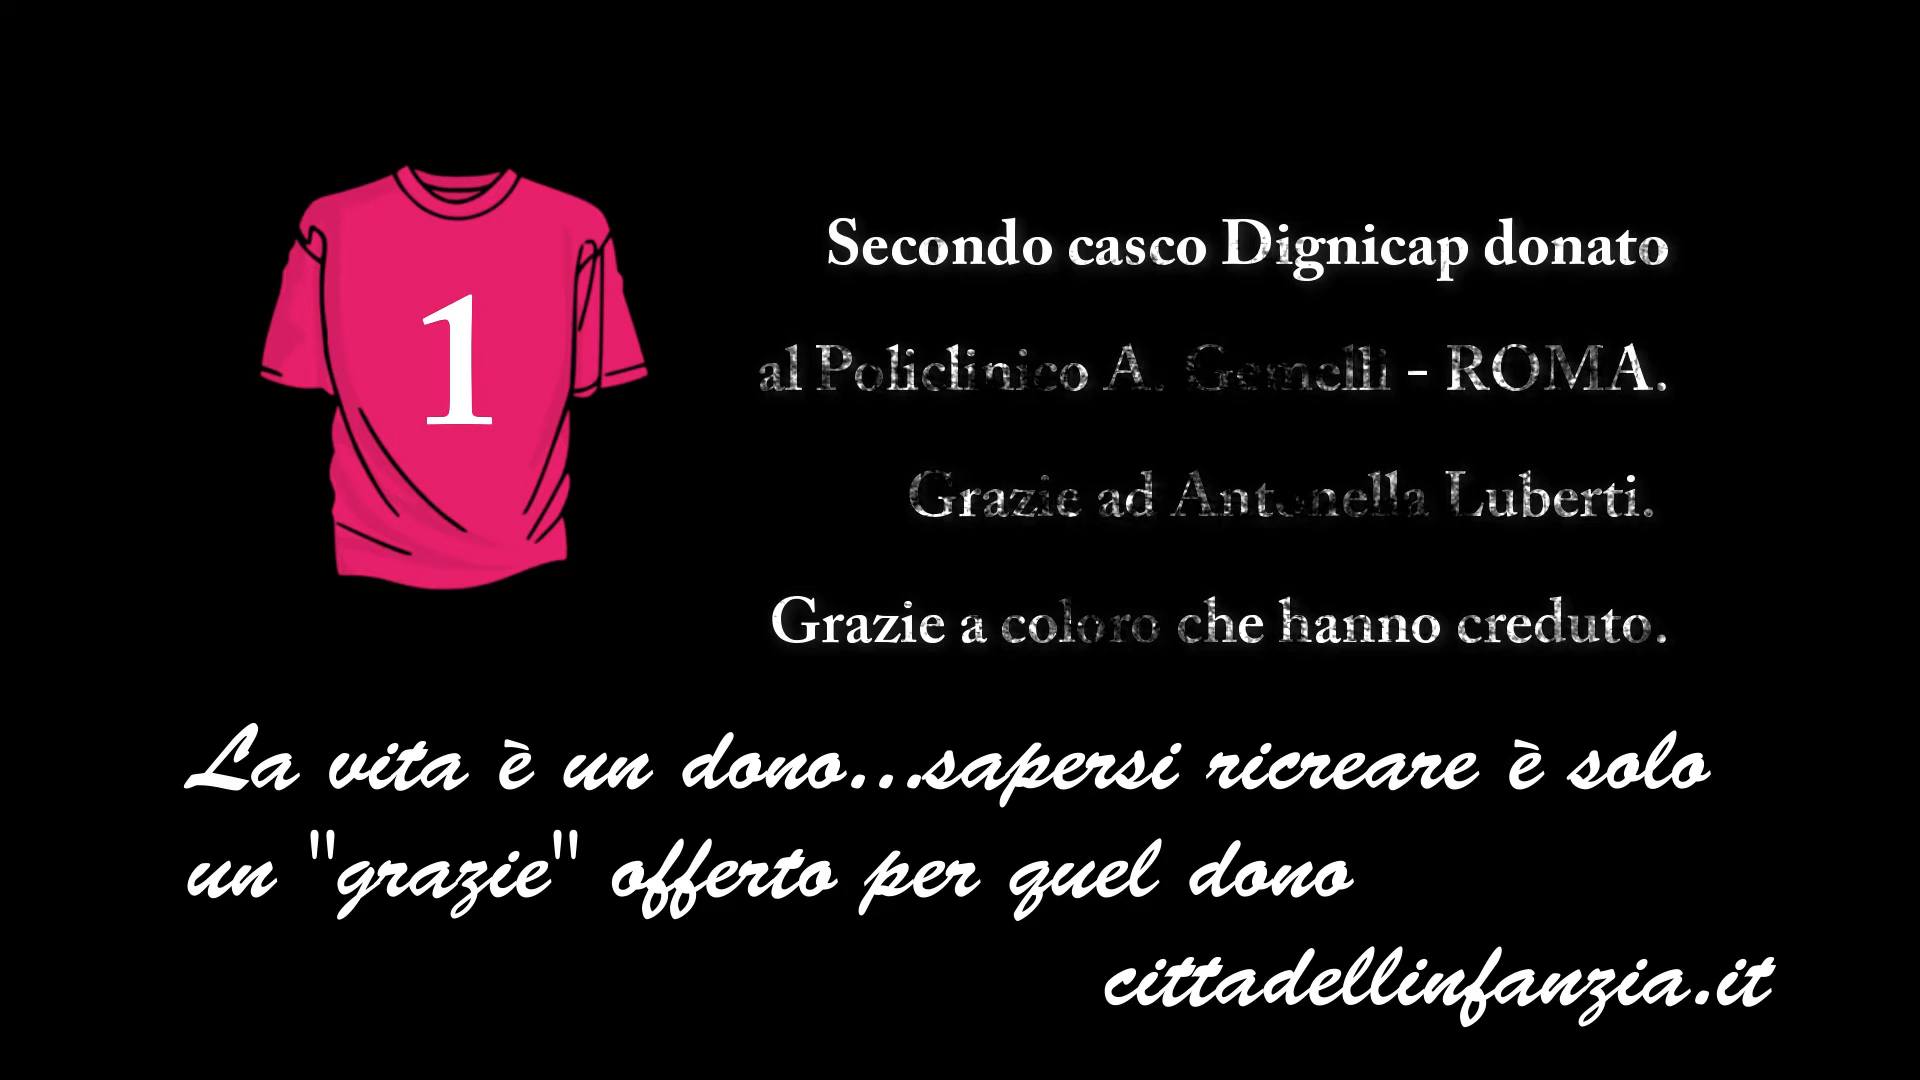 1
Secondo casco Dignicap donato
al Policlinico A. Gemelli - ROMA.
Grazie ad Antonella Luberti.
Grazie a coloro che hanno creduto.
La vita è un dono...sapersi ricreare è solo
un "grazie" offerto per quel dono
cittadellinfanzia.it